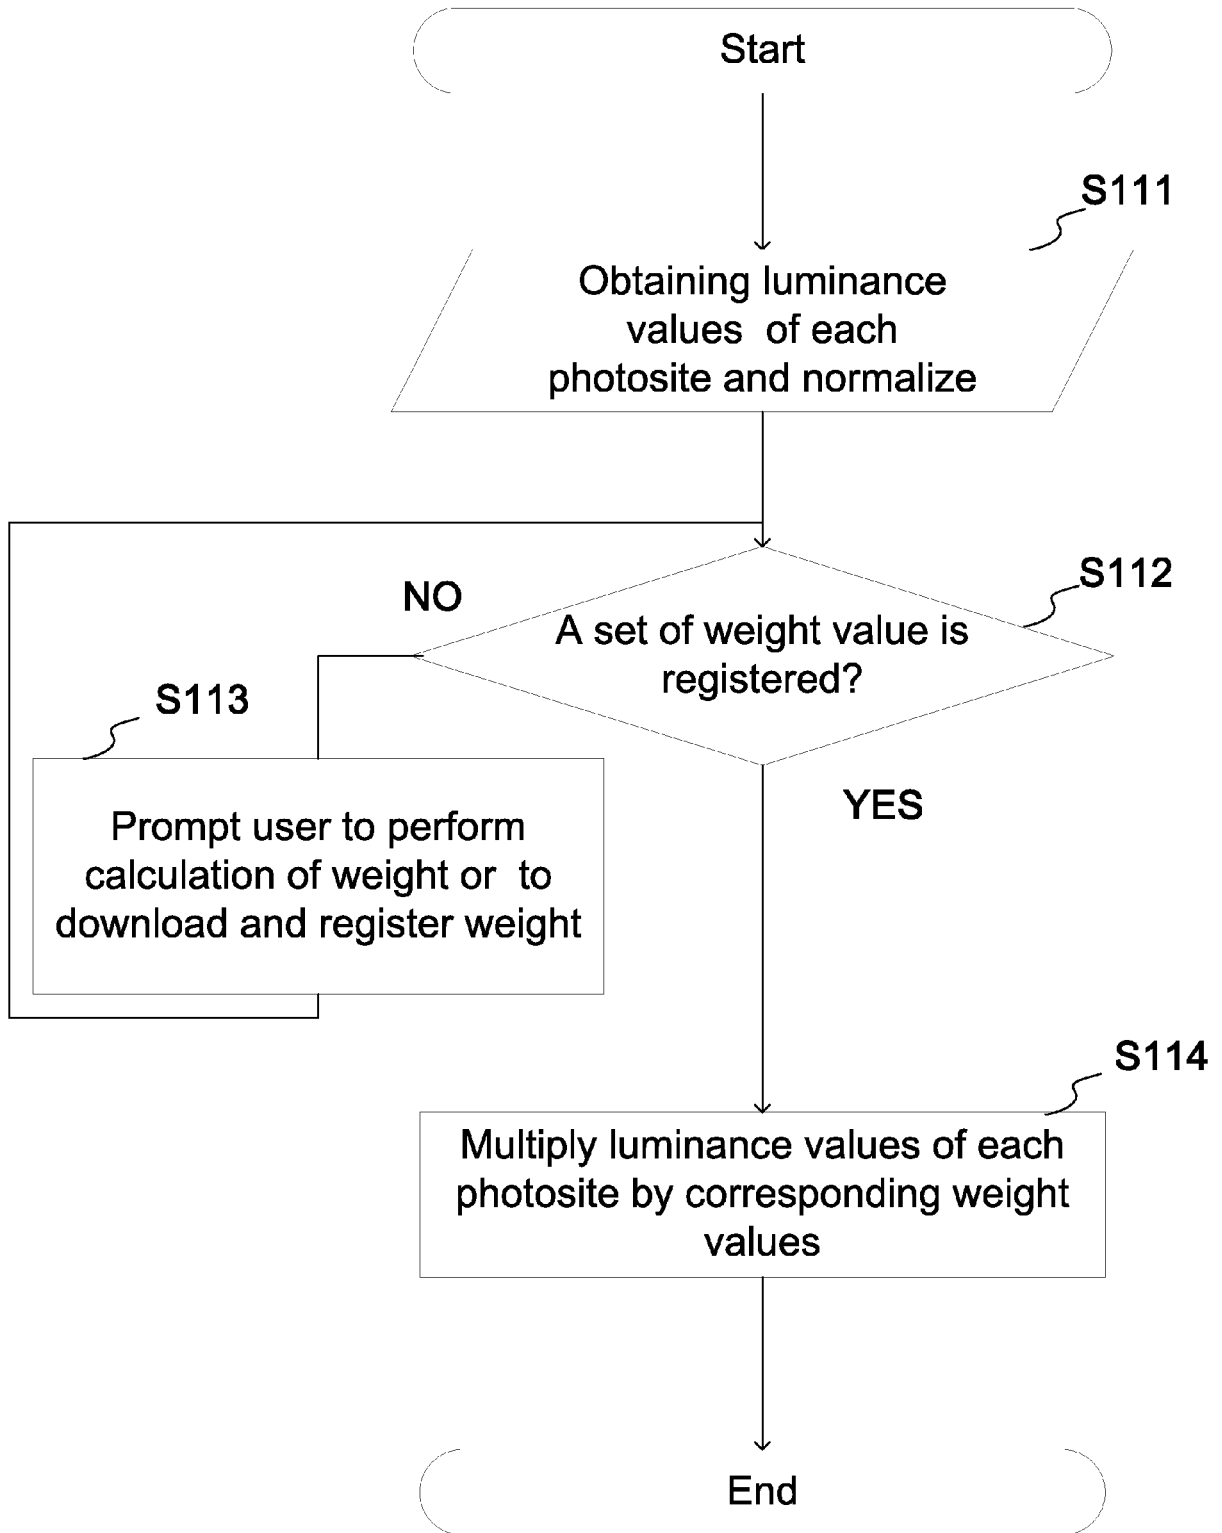 Start
S111
Obtaining luminance
values of each
photosite and normalize
S112
NO
A set of weight value is
registered?
S113
YES
Prompt user to perform
calculation of weight or to
download and register weight
S114
Multiply luminance values of each
photosite by corresponding weight
values
End